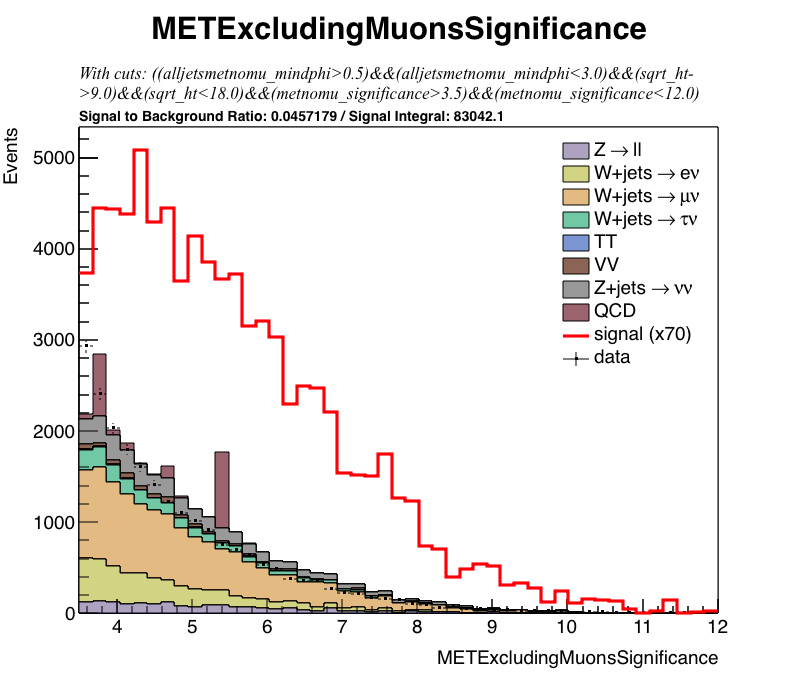 METExcludingMuonsSignificance
With cuts: ((alljetsmetnomu_mindphi>0.5)&&(alljetsmetnomu_mindphi<3.0)&&(sqrt_ht-
>9.0)&&(sqrt_ht<18.0)&&(metnomu_significance>3.5)&&(metnomu_significance<12.0)
Signal to Background Ratio: 0.0457179 / Signal Integral: 83042.1
Events
5000
4000
3000
2000
1000
0
Z → ll
W+jets → eν
W+jets → μν
W+jets → τν
TT
VV
Z+jets → νν
QCD
signal (x70)
data
4 5 6 7 8 9 10 11 12
METExcludingMuonsSignificance